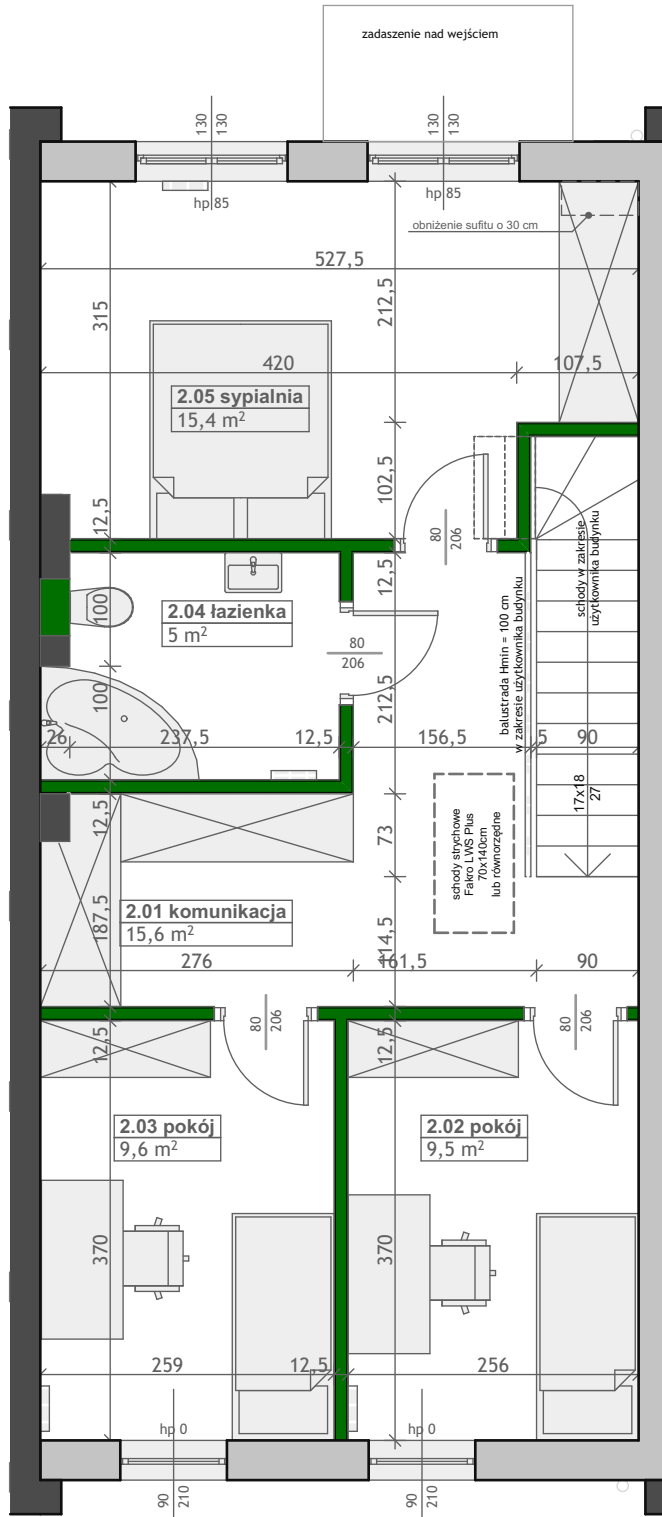 zadaszenie nad wejściem
130
130
130
130
hp 85
hp 85
obniżenie sufitu o 30 cm
527,5
315
212,5
420
107,5
2.05 sypialnia
15,4 m²
102,5
12,5
80
206
schody w zakresie
użytkownika budynku
12,5
100
2.04 łazienka
5 m²
80
206
balustrada Hmin = 100 cm
w zakresie użytkownika budynku
100
212,5
26
237,5
12,5
156,5
5
90
17x18
27
12,5
73
schody strychowe
Fakro LWS Plus
70x140cm
lub równorzędne
187,5
2.01 komunikacja
15,6 m²
114,5
276
161,5
90
80
206
80
206
12,5
12,5
2.03 pokój
9,6 m²
2.02 pokój
9,5 m²
370
370
259
12,5
256
hp 0
hp 0
90
210
90
210